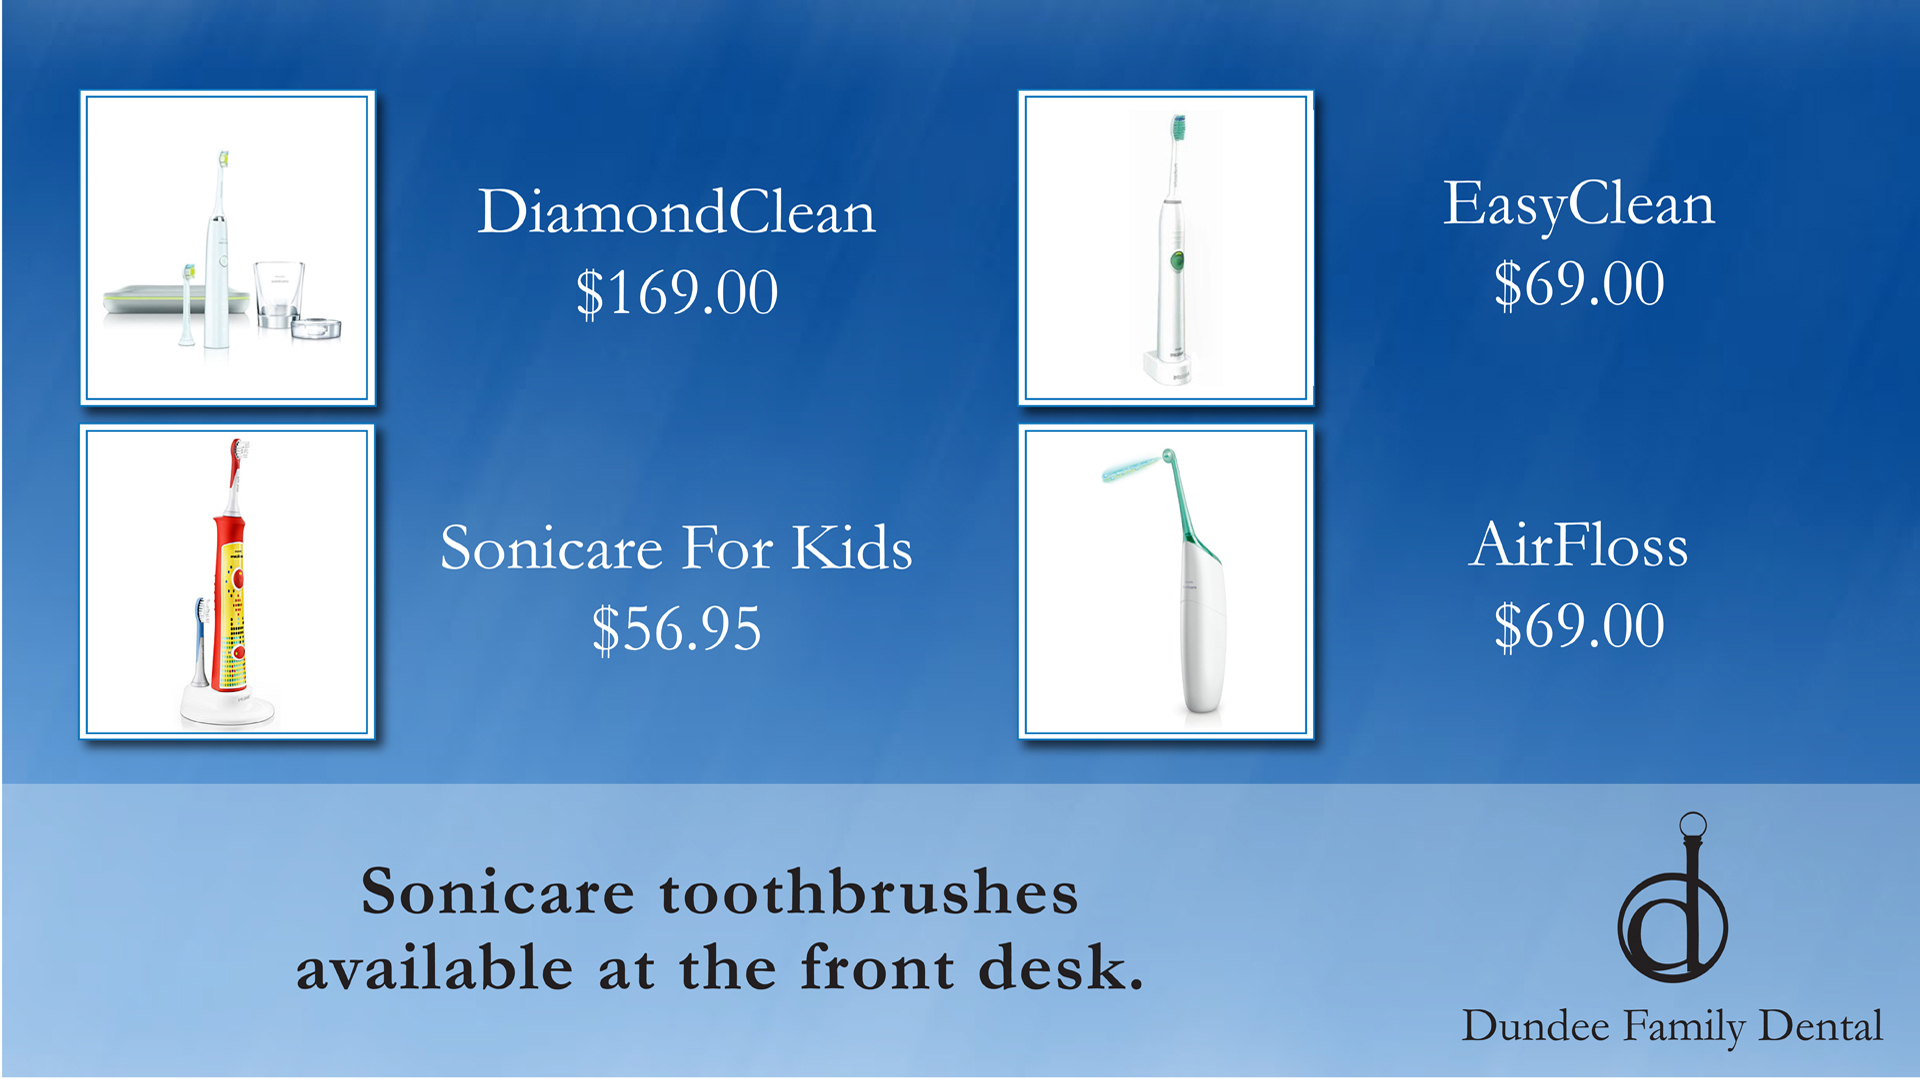 DiamondClean
$169.00
EasyClean
$69.00
Sonicare For Kids
$56.95
AirFloss
$69.00
Sonicare toothbrushes
available at the front desk.
d
Dundee Family Dental